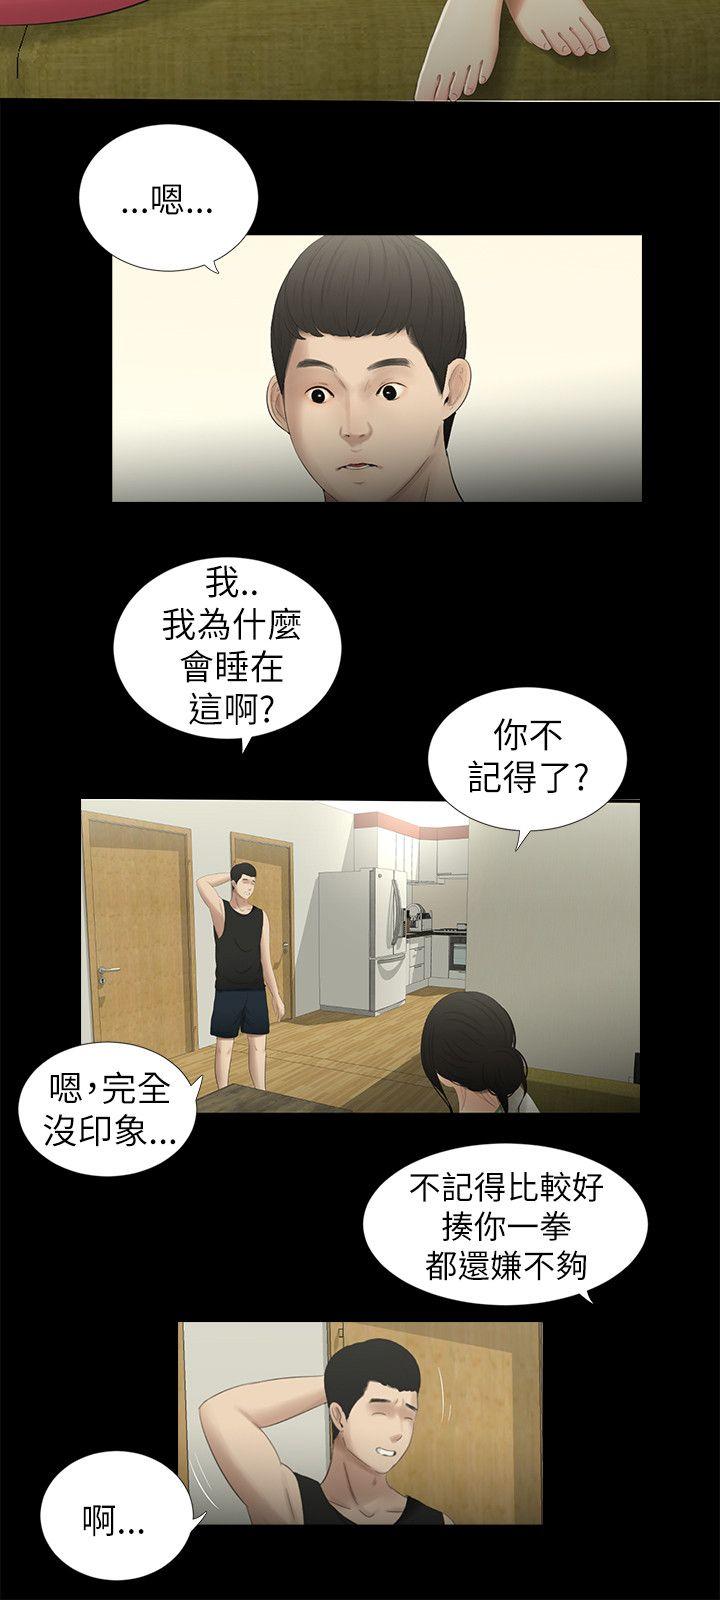 ...嗯...
我..
我為什麼
會睡在
這啊?
你不
記得了?
嗯,完全
沒印象...
不記得比較好
揍你一拳
都還嫌不夠
啊...